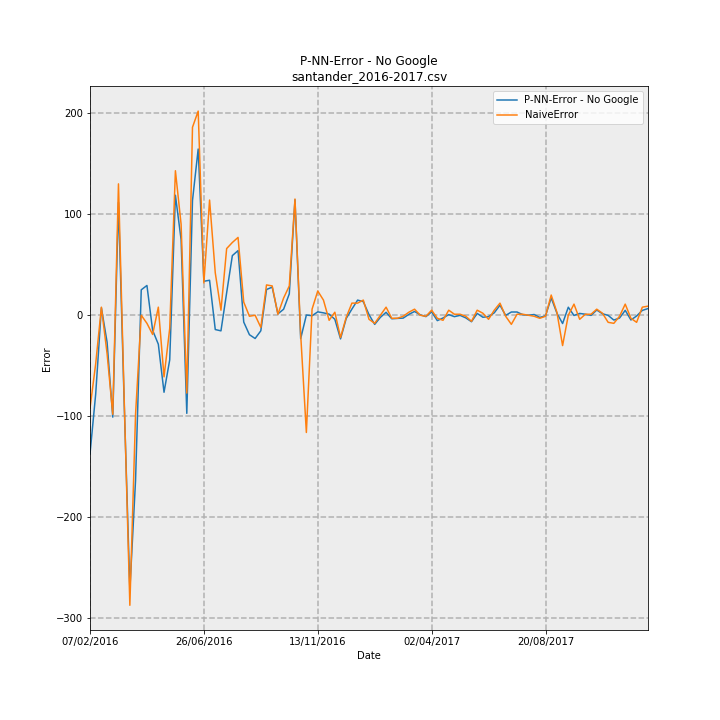 P-NN-Error - No Google
santander_2016-2017.csv
P-NN-Error - No Google
NaiveError
200
100
0
−100
−200
−300
Error
07/02/2016 26/06/2016 13/11/2016 02/04/2017 20/08/2017
Date